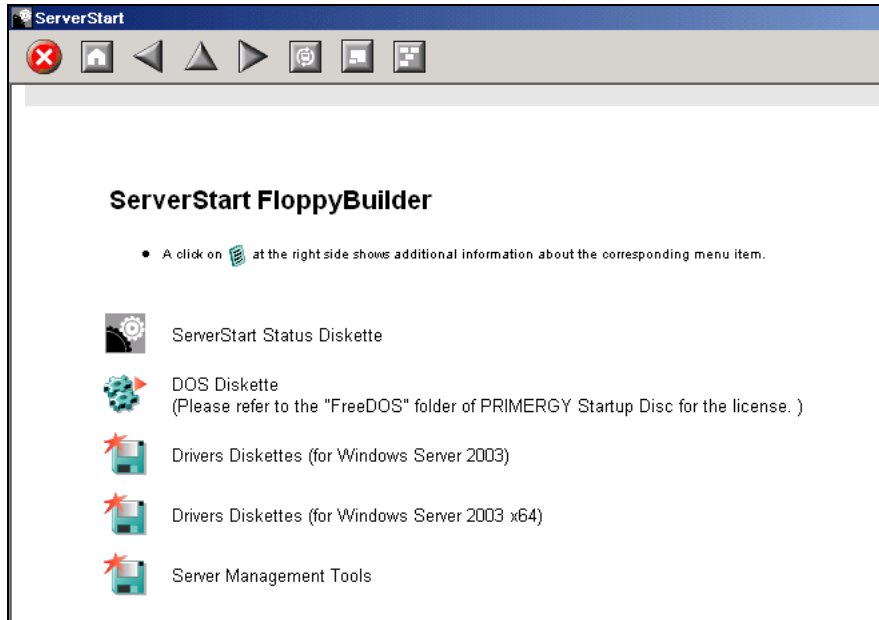 ServerStart
ServerStart FloppyBuilder
A click on at the right side shows additional information about the corresponding menu item.
ServerStart Status Diskette
DOS Diskette
(Please refer to the "FreeDOS" folder of PRIMERGY Startup Disc for the license. )
Drivers Diskettes (for Windows Server 2003)
Drivers Diskettes (for Windows Server 2003 x64)
Server Management Tools